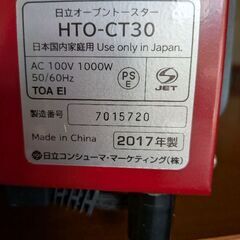 日立オーブントースター
HTO-CT30
日本国内家庭用 Use only in Japan.
AC 100V 1000W
50/60Hz
TOA EI
PS
E
JET
製造番号
7015720
Made in China
2017年製
日立コンシューマ・マーケティング(株)